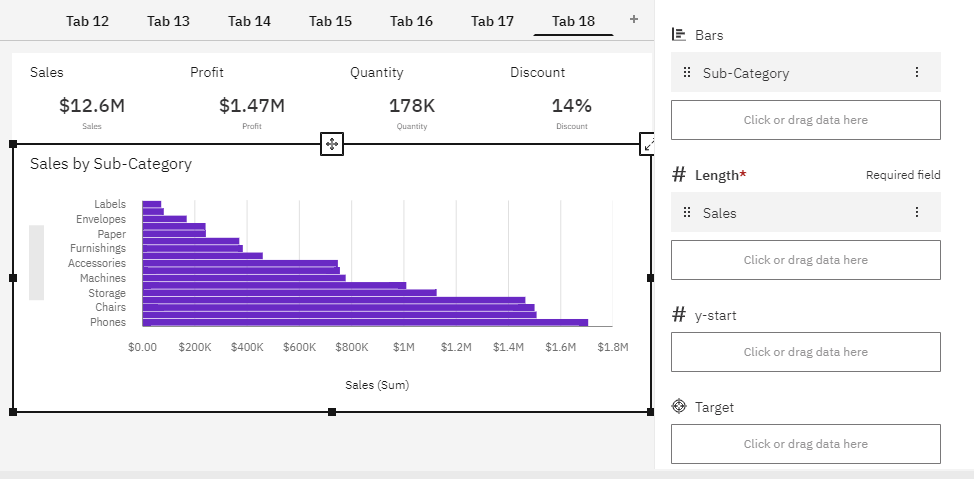 Tab 12 Tab 13 Tab 14 Tab 15 Tab 16 Tab 17 Tab 18 +
Sales Profit Quantity Discount
$12.6M $1.47M 178K 14%
Sales Profit Quantity Discount
Sales by Sub-Category
Labels
Envelopes
Paper
Furnishings
Accessories
Machines
Storage
Chairs
Phones
$0.00 $200K $400K $600K $800K $1M $1.2M $1.4M $1.6M $1.8M
Sales (Sum)
Bars
Sub-Category
Click or drag data here
# Length* Required field
Sales
Click or drag data here
# y-start
Click or drag data here
Target
Click or drag data here